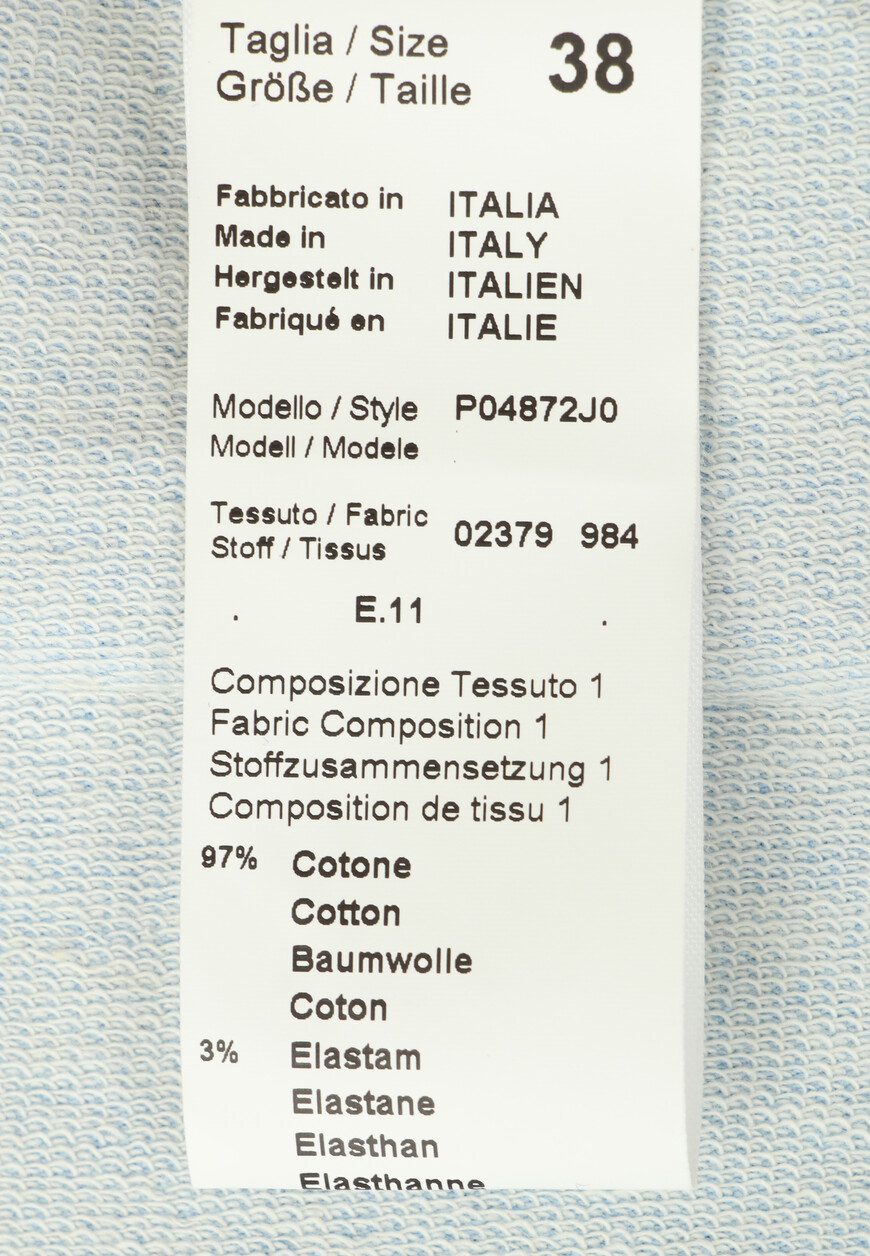 Taglia / Size 38
Größe / Taille
Fabbricato in ITALIA
Made in ITALY
Hergestelt in ITALIEN
Fabriqué en ITALIE
Modello / Style P04872J0
Modell / Modele
Tessuto / Fabric 02379 984
Stoff / Tissus
. E.11 .
Composizione Tessuto 1
Fabric Composition 1
Stoffzusammensetzung 1
Composition de tissu 1
97% Cotone
Cotton
Baumwolle
Coton
3% Elastam
Elastane
Elasthan
Elasthanne